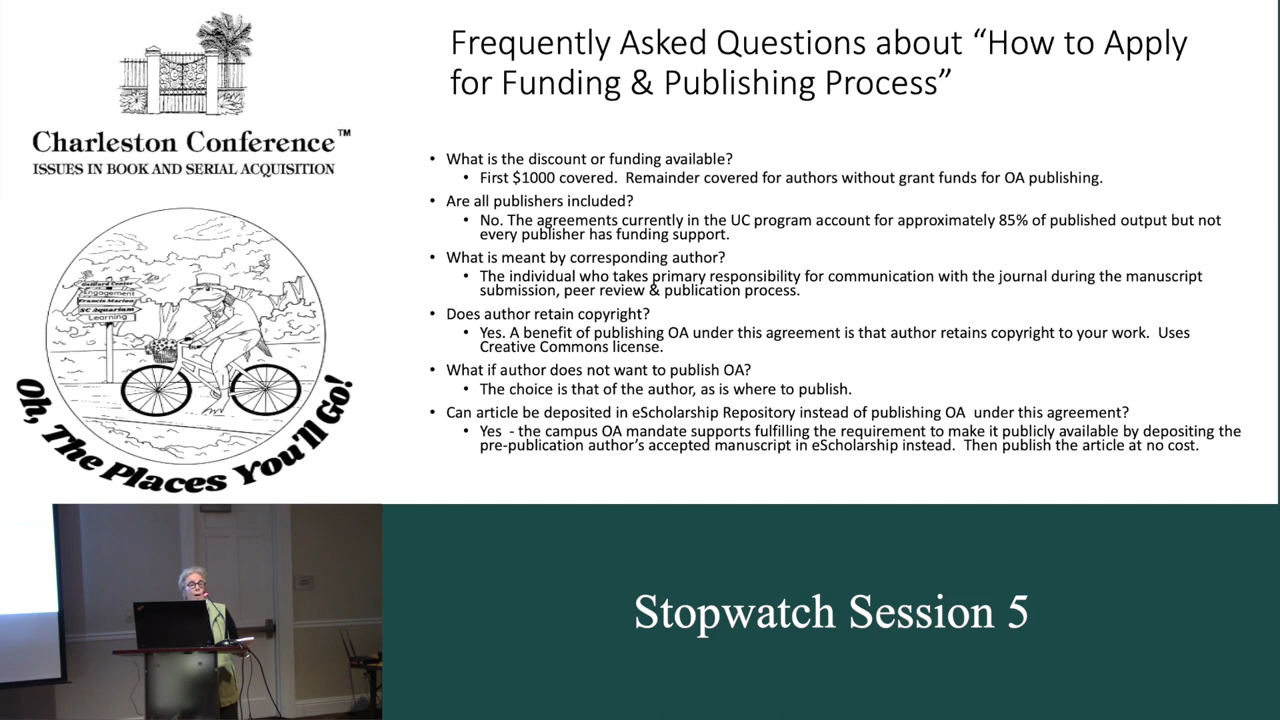 Charleston Conference™
ISSUES IN BOOK AND SERIAL ACQUISITION
Gaillard Center
Engagement
Francis Marion
SC Aquarium
Learning
Oh, The Places You'll Go!
Frequently Asked Questions about “How to Apply
for Funding & Publishing Process”
• What is the discount or funding available?
• First $1000 covered.  Remainder covered for authors without grant funds for OA publishing.
• Are all publishers included?
• No. The agreements currently in the UC program account for approximately 85% of published output but not
every publisher has funding support.
• What is meant by corresponding author?
• The individual who takes primary responsibility for communication with the journal during the manuscript
submission, peer review & publication process.
• Does author retain copyright?
• Yes. A benefit of publishing OA under this agreement is that author retains copyright to your work.  Uses
Creative Commons license.
• What if author does not want to publish OA?
• The choice is that of the author, as is where to publish.
• Can article be deposited in eScholarship Repository instead of publishing OA  under this agreement?
• Yes  - the campus OA mandate supports fulfilling the requirement to make it publicly available by depositing the
pre-publication author’s accepted manuscript in eScholarship instead.  Then publish the article at no cost.
Stopwatch Session 5